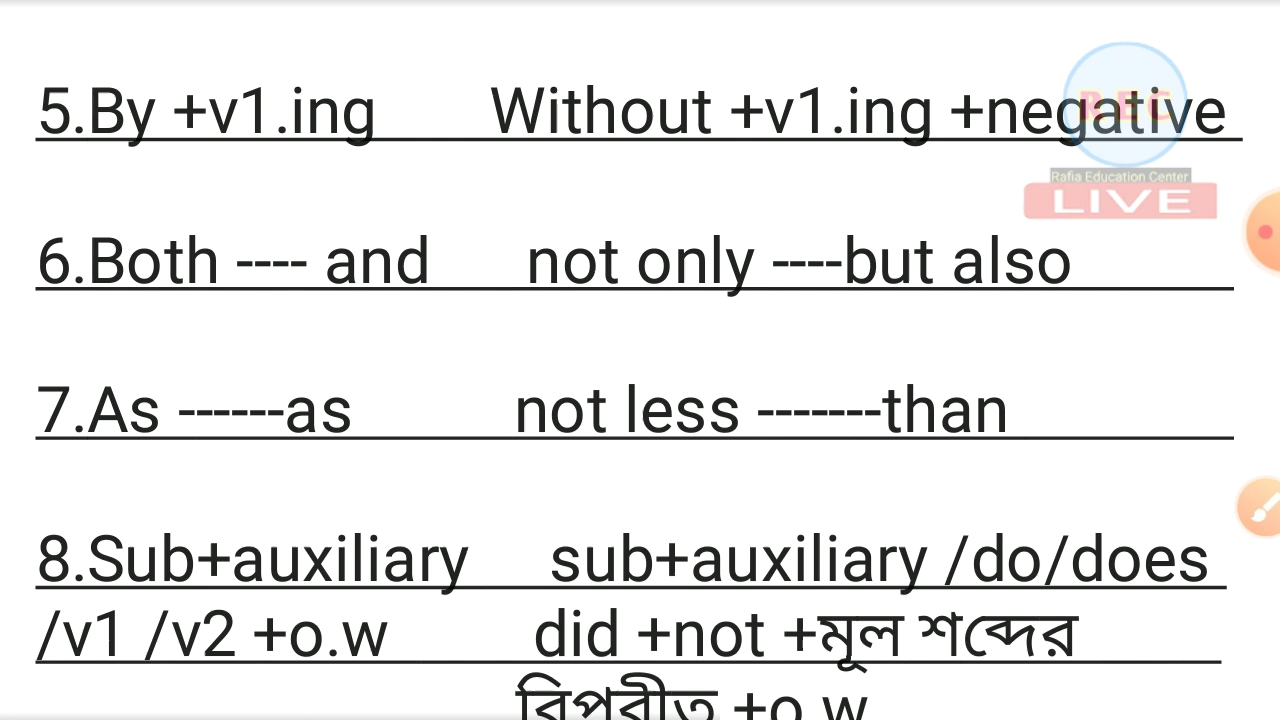 5.By +v1.ing Without +v1.ing +negative
REC
Rafia Education Center
LIVE
6.Both ---- and not only ----but also
7.As ------as not less -------than
8.Sub+auxiliary sub+auxiliary /do/does
/v1 /v2 +o.w did +not +মূল শব্দের
বিপরীত +o.w